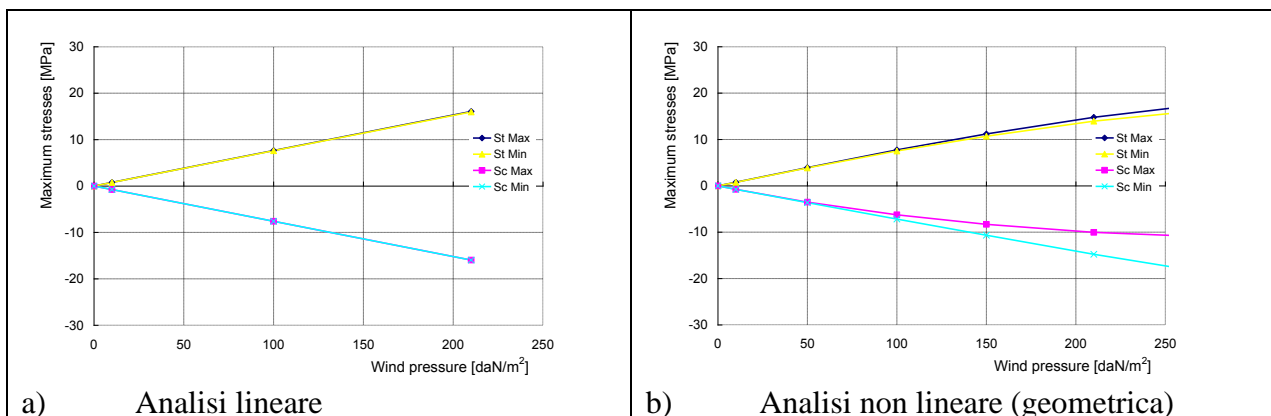 Maximum stresses [MPa]
30
20
10
0
-10
-20
-30
0 50 100 150 200 250
Wind pressure [daN/m²]
St Max
St Min
Sc Max
Sc Min
a) Analisi lineare
Maximum stresses [MPa]
30
20
10
0
-10
-20
-30
0 50 100 150 200 250
Wind pressure [daN/m²]
St Max
St Min
Sc Max
Sc Min
b) Analisi non lineare (geometrica)